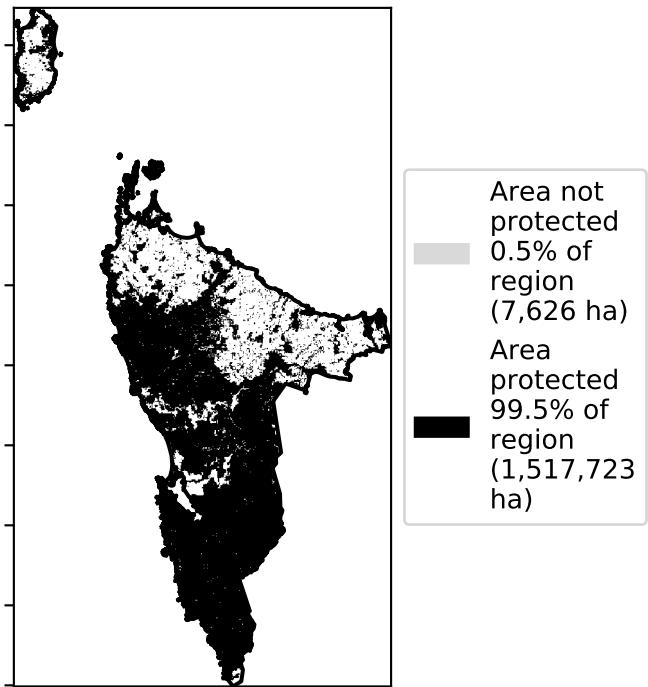 Area not
protected
0.5% of
region
(7,626 ha)
Area
protected
99.5% of
region
(1,517,723
ha)